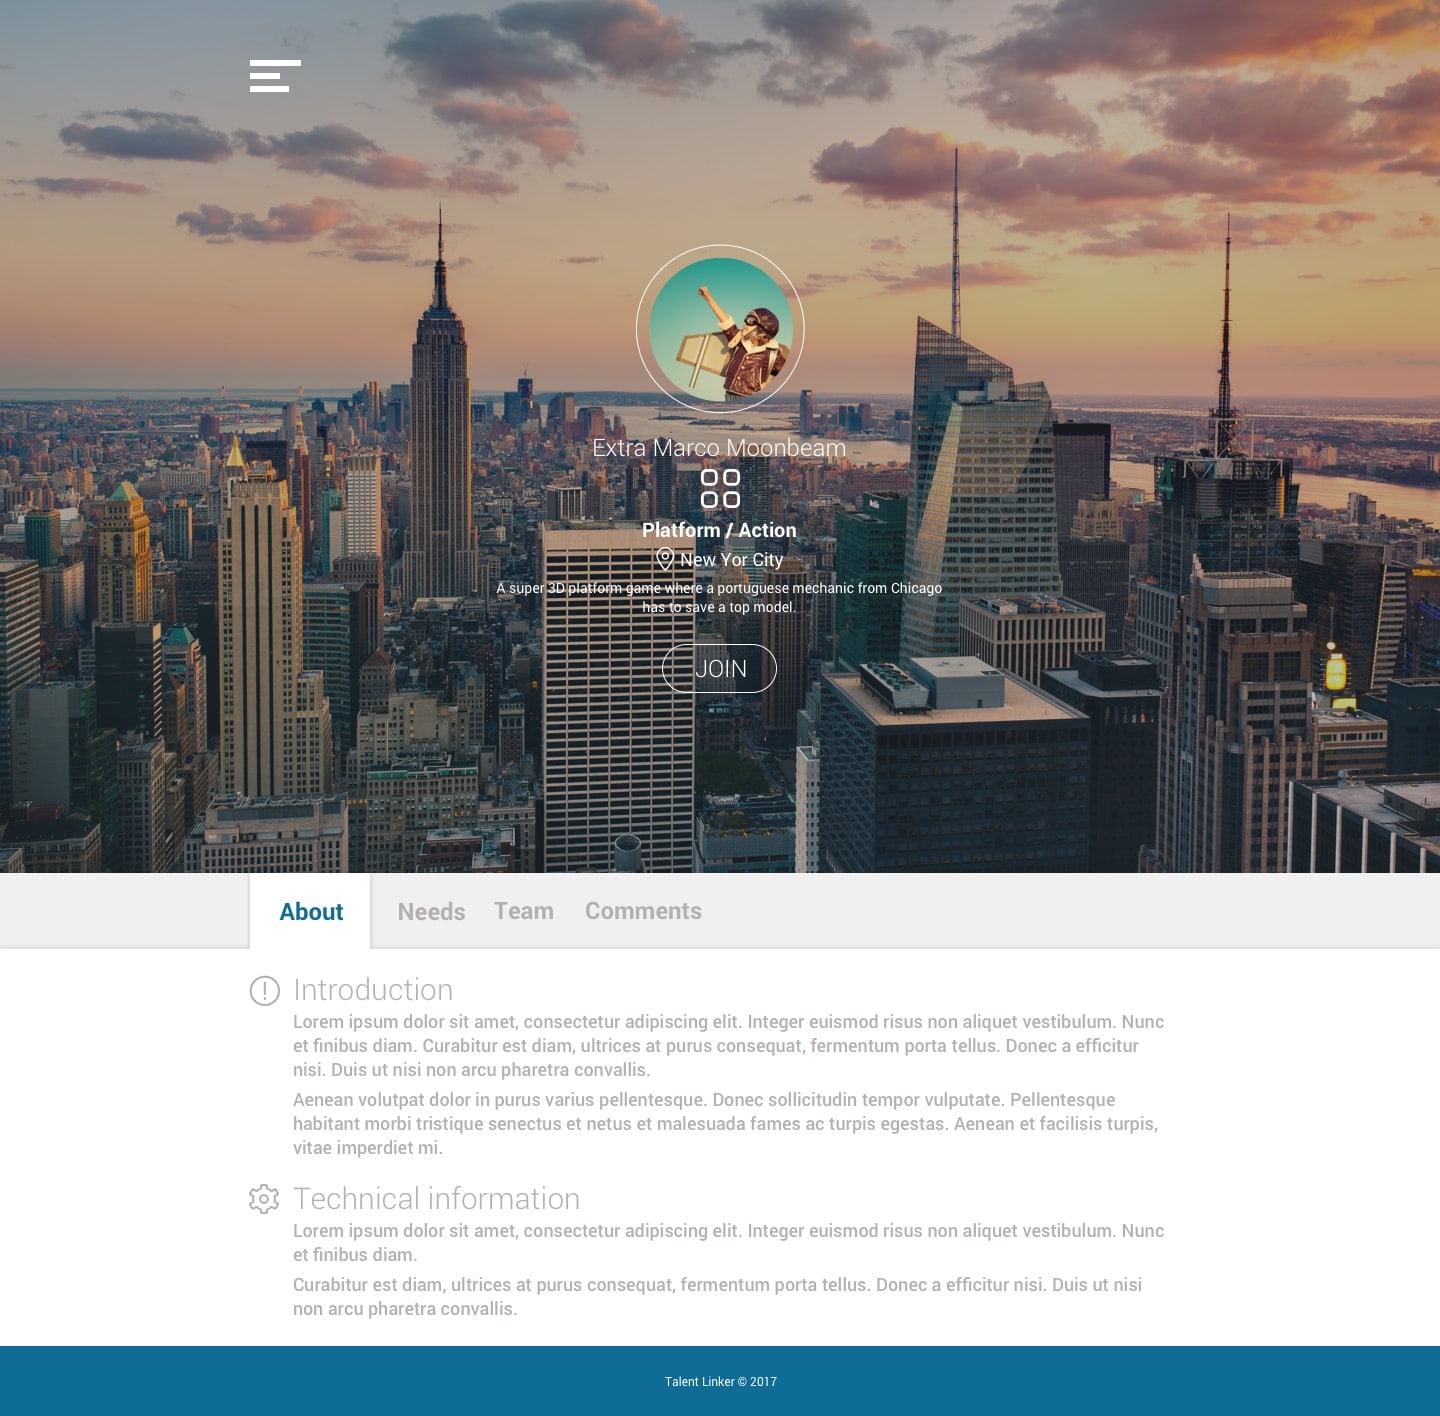 Extra Marco Moonbeam
Platform / Action
New Yor City
A super 3D platform game where a portuguese mechanic from Chicago
has to save a top model.
JOIN
About
Needs
Team
Comments
Introduction
Lorem ipsum dolor sit amet, consectetur adipiscing elit. Integer euismod risus non aliquet vestibulum. Nunc
et finibus diam. Curabitur est diam, ultrices at purus consequat, fermentum porta tellus. Donec a efficitur
nisi. Duis ut nisi non arcu pharetra convallis.
Aenean volutpat dolor in purus varius pellentesque. Donec sollicitudin tempor vulputate. Pellentesque
habitant morbi tristique senectus et netus et malesuada fames ac turpis egestas. Aenean et facilisis turpis,
vitae imperdiet mi.
Technical information
Lorem ipsum dolor sit amet, consectetur adipiscing elit. Integer euismod risus non aliquet vestibulum. Nunc
et finibus diam.
Curabitur est diam, ultrices at purus consequat, fermentum porta tellus. Donec a efficitur nisi. Duis ut nisi
non arcu pharetra convallis.
Talent Linker © 2017